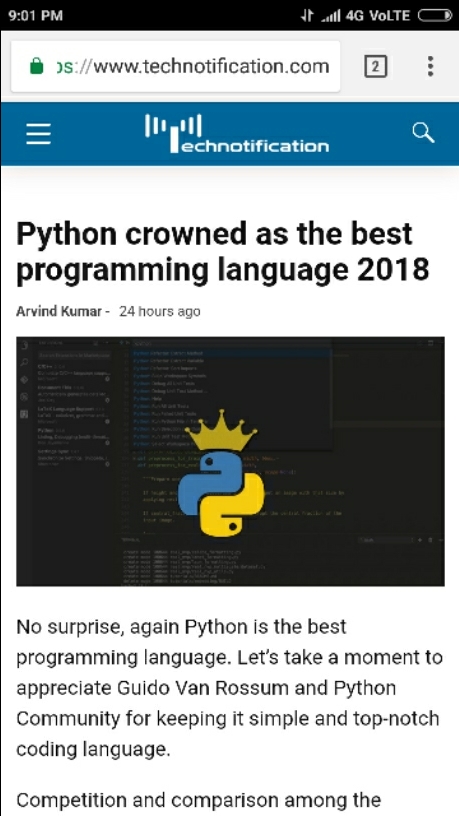 9:01 PM 4G VoLTE
ps://www.technotification.com 2
Technotification
Python crowned as the best
programming language 2018
Arvind Kumar - 24 hours ago
No surprise, again Python is the best
programming language. Let’s take a moment to
appreciate Guido Van Rossum and Python
Community for keeping it simple and top-notch
coding language.
Competition and comparison among the